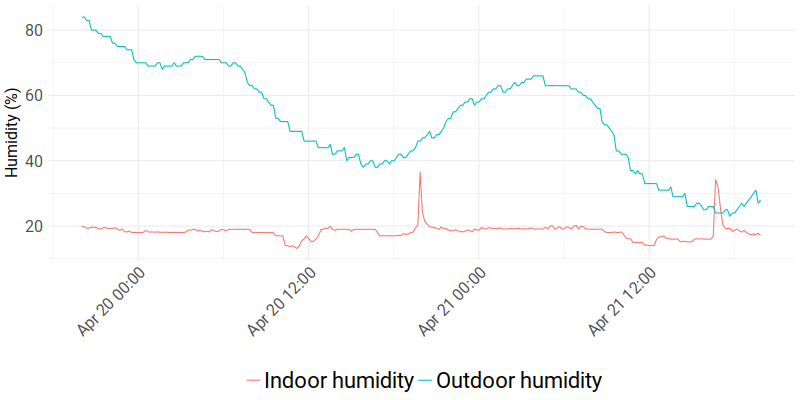 Humidity (%)
80
60
40
20
Apr 20 00:00
Apr 20 12:00
Apr 21 00:00
Apr 21 12:00
Indoor humidity Outdoor humidity